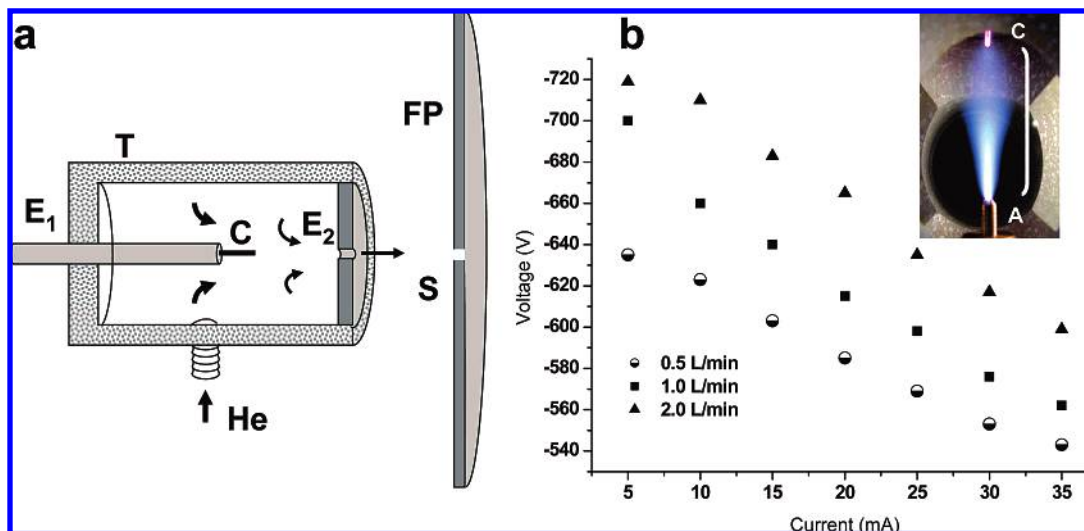 a
T
FP
E1
C
E2
S
He
b
C
A
Voltage (V)
-720
-700
-680
-660
-640
-620
-600
-580
-560
-540
0.5 L/min
1.0 L/min
2.0 L/min
5 10 15 20 25 30 35
Current (mA)